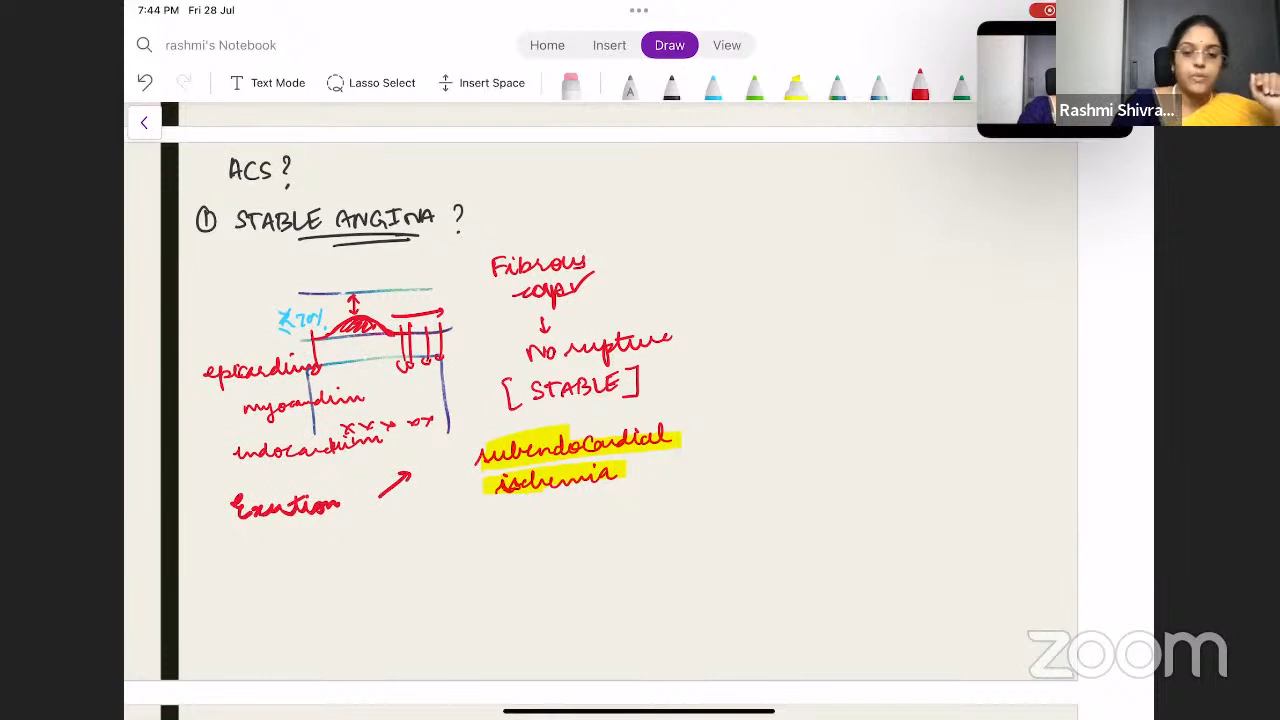 7:44 PM Fri 28 Jul
rashmi's Notebook
Home Insert Draw View
Text Mode Lasso Select Insert Space
A
Rashmi Shivra...
ACS?
① STABLE ANGINA ?
Fibrous
cap
↓
No rupture
[STABLE]
70%
epicardium
myocardium
endocardium
x x x x x
subendocardial
ischemia
Exertion
zoom